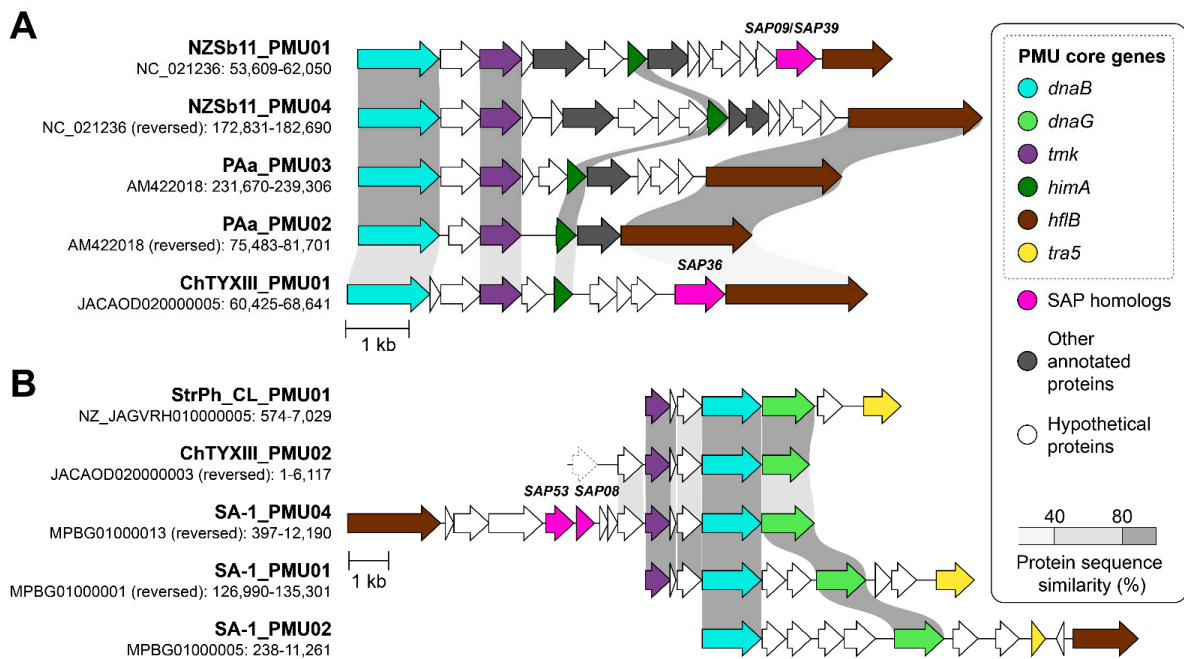 A
SAP09/SAP39
NZSb11_PMU01
NC_021236: 53,609-62,050
NZSb11_PMU04
NC_021236 (reversed): 172,831-182,690
PAa_PMU03
AM422018: 231,670-239,306
PAa_PMU02
AM422018 (reversed): 75,483-81,701
SAP36
ChTYXIII_PMU01
JACAOD020000005: 60,425-68,641
1 kb
B
StrPh_CL_PMU01
NZ_JAGVRH010000005: 574-7,029
ChTYXIII_PMU02
JACAOD020000003 (reversed): 1-6,117
SAP53 SAP08
SA-1_PMU04
MPBG01000013 (reversed): 397-12,190
1 kb
SA-1_PMU01
MPBG01000001 (reversed): 126,990-135,301
SA-1_PMU02
MPBG01000005: 238-11,261
PMU core genes
dnaB
dnaG
tmk
himA
hflB
tra5
SAP homologs
Other
annotated
proteins
Hypothetical
proteins
40 80
Protein sequence
similarity (%)